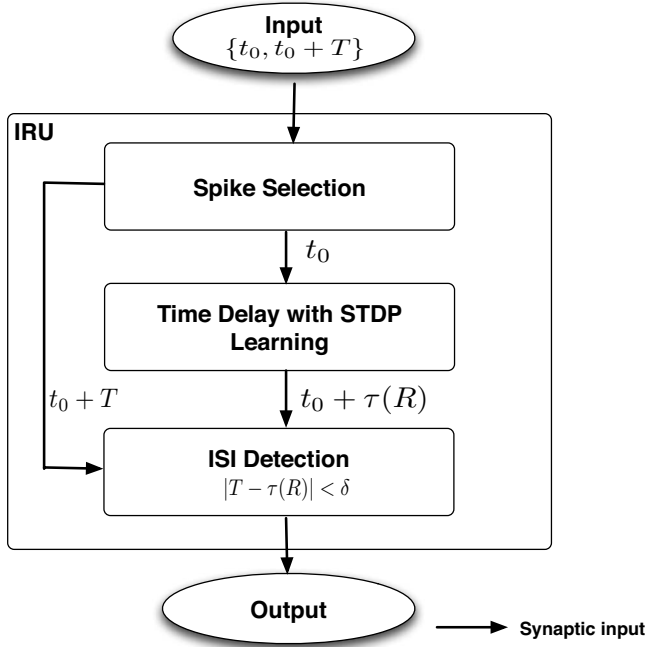 Input
{t₀, t₀ + T}
IRU
Spike Selection
t₀
Time Delay with STDP
Learning
t₀ + T
t₀ + τ(R)
ISI Detection
|T − τ(R)| < δ
Output
Synaptic input